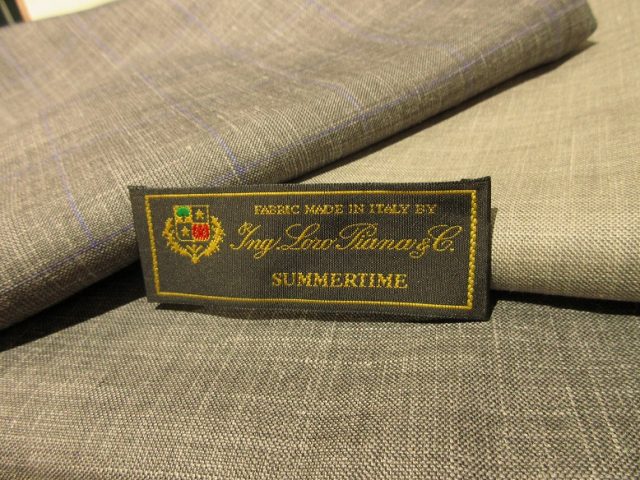 FABRIC MADE IN ITALY BY
Ing. Loro Piana & C.
SUMMERTIME